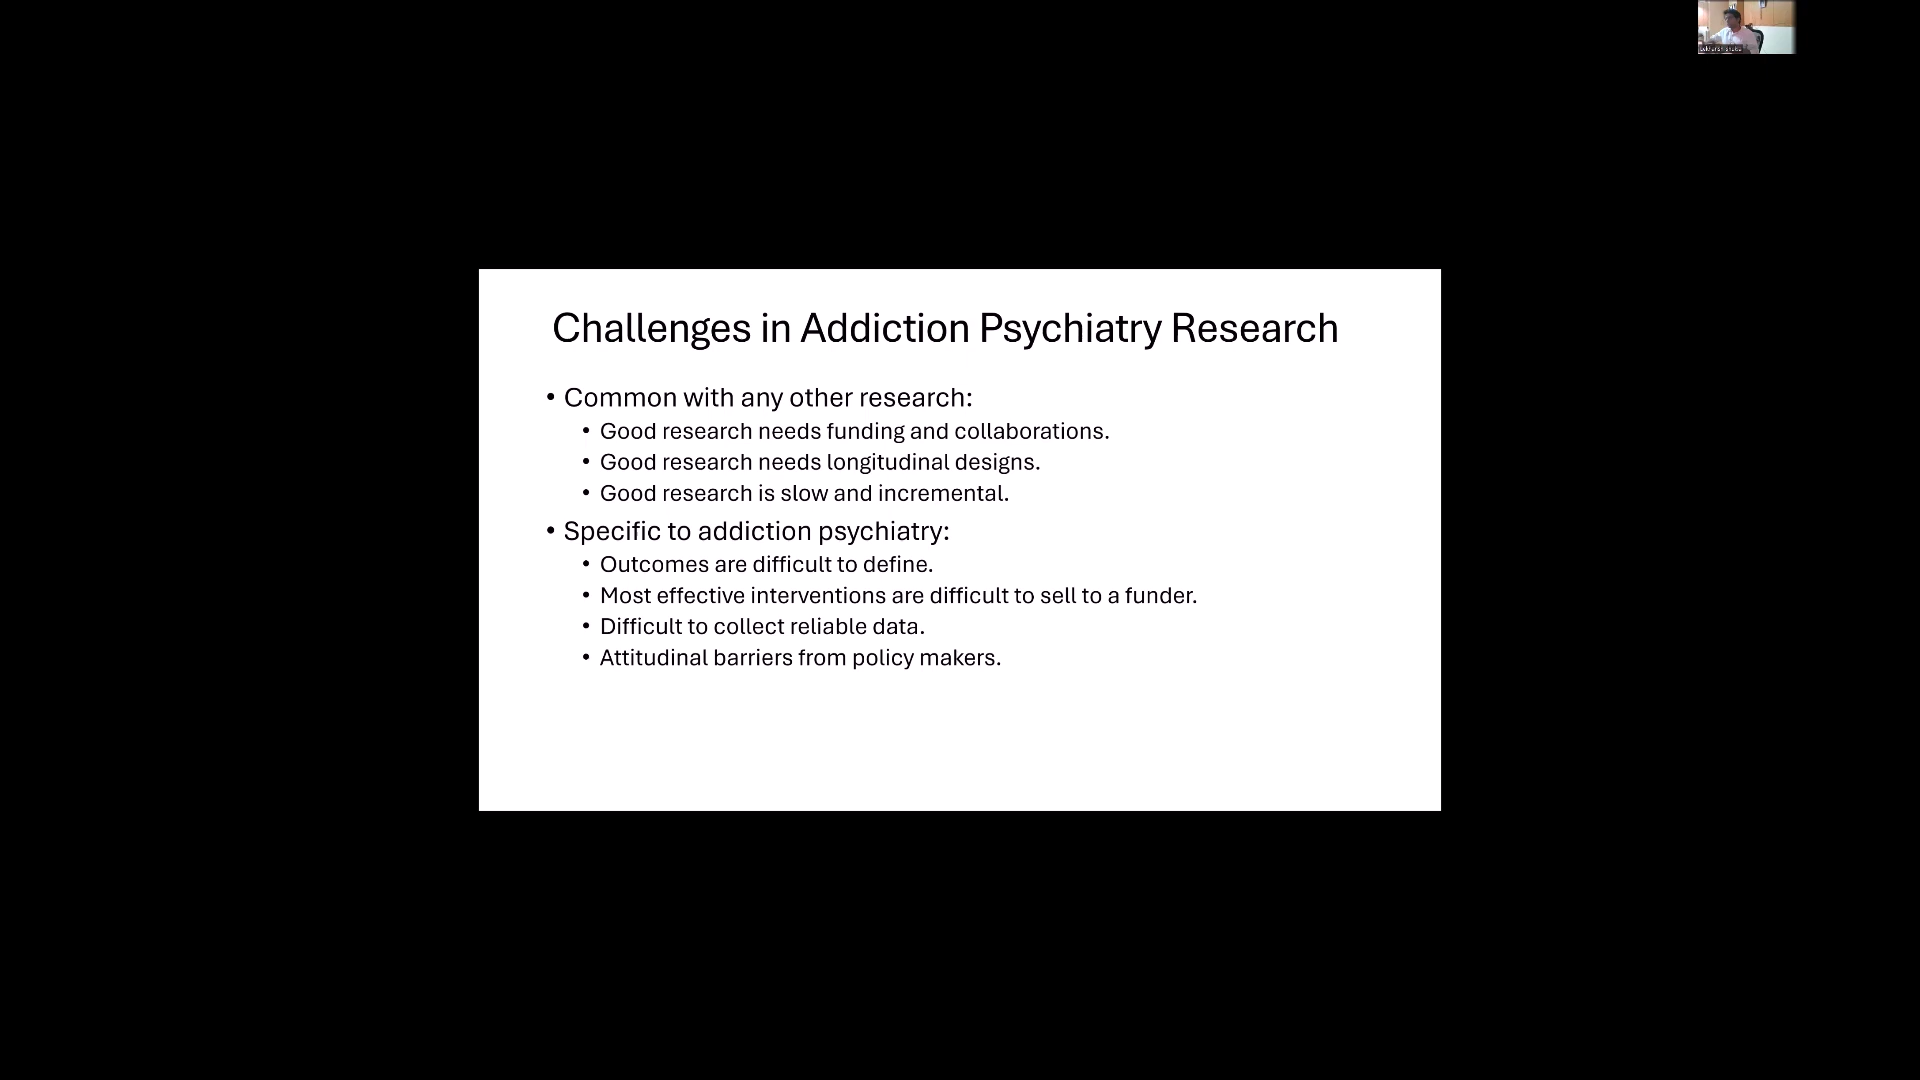 Challenges in Addiction Psychiatry Research
• Common with any other research:
• Good research needs funding and collaborations.
• Good research needs longitudinal designs.
• Good research is slow and incremental.
• Specific to addiction psychiatry:
• Outcomes are difficult to define.
• Most effective interventions are difficult to sell to a funder.
• Difficult to collect reliable data.
• Attitudinal barriers from policy makers.